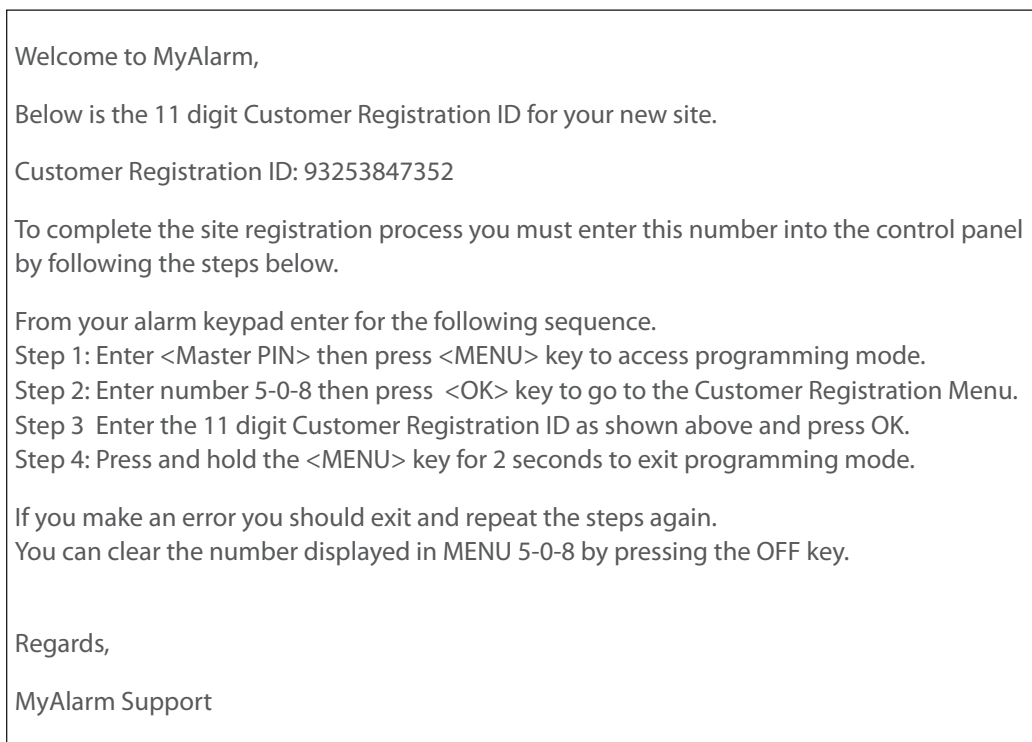 Welcome to MyAlarm,
Below is the 11 digit Customer Registration ID for your new site.
Customer Registration ID: 93253847352
To complete the site registration process you must enter this number into the control panel
by following the steps below.
From your alarm keypad enter for the following sequence.
Step 1: Enter <Master PIN> then press <MENU> key to access programming mode.
Step 2: Enter number 5-0-8 then press  <OK> key to go to the Customer Registration Menu.
Step 3  Enter the 11 digit Customer Registration ID as shown above and press OK.
Step 4: Press and hold the <MENU> key for 2 seconds to exit programming mode.
If you make an error you should exit and repeat the steps again.
You can clear the number displayed in MENU 5-0-8 by pressing the OFF key.
Regards,
MyAlarm Support